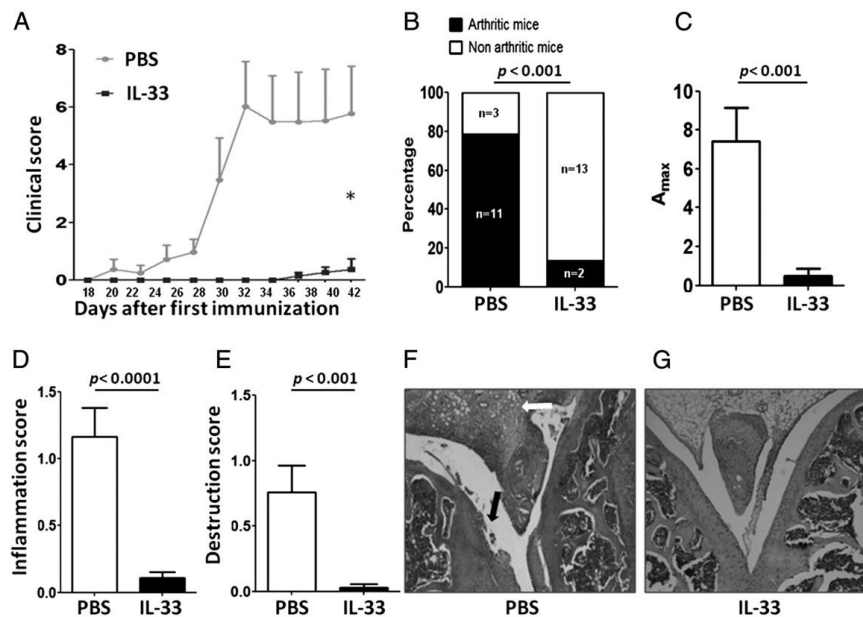 A
8
6
4
2
0
Clinical score
PBS
IL-33
*
18 20 22 24 26 28 30 32 34 36 38 40 42
Days after first immunization
B
Arthritic mice
Non arthritic mice
p < 0.001
100
80
60
40
20
0
Percentage
n=3
n=11
n=13
n=2
PBS IL-33
C
p < 0.001
10
8
6
4
2
0
Amax
PBS IL-33
D
p < 0.0001
1.5
1.0
0.5
0.0
Inflammation score
PBS IL-33
E
p < 0.001
1.5
1.0
0.5
0.0
Destruction score
PBS IL-33
F
PBS
G
IL-33